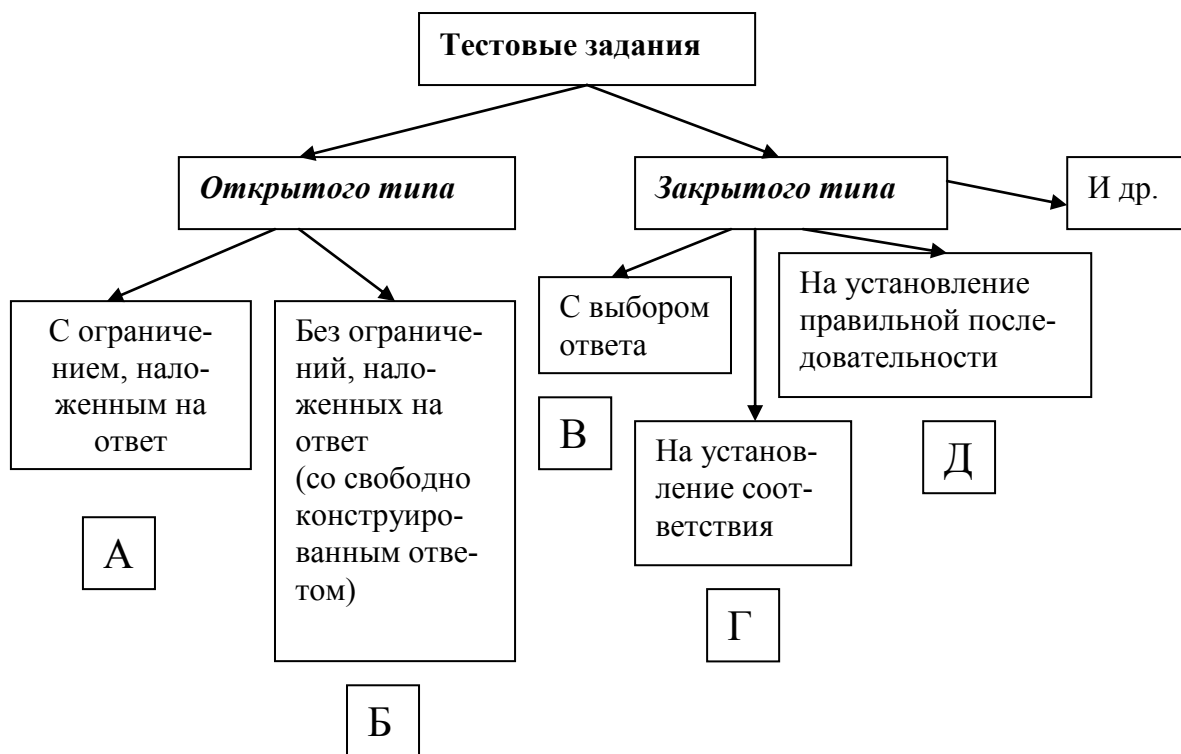 Тестовые задания
Открытого типа
Закрытого типа
И др.
С ограниче-
нием, нало-
женным на
ответ
А
Без ограниче-
ний, нало-
женных на
ответ
(со свободно
конструиро-
ванным отве-
том)
Б
С выбором
ответа
В
На установ-
ление соот-
ветствия
Г
На установление
правильной после-
довательности
Д